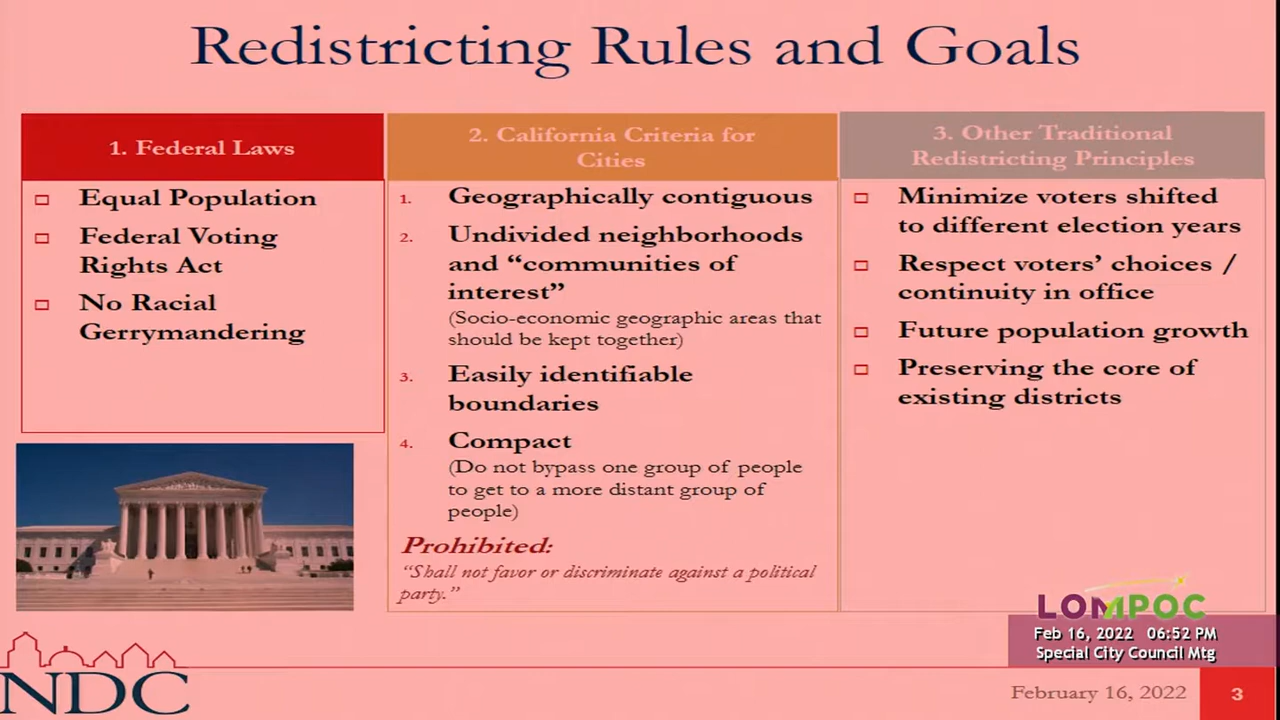 Redistricting Rules and Goals
1. Federal Laws
Equal Population
Federal Voting
Rights Act
No Racial
Gerrymandering
2. California Criteria for
Cities
1. Geographically contiguous
2. Undivided neighborhoods
and “communities of
interest”
(Socio-economic geographic areas that
should be kept together)
3. Easily identifiable
boundaries
4. Compact
(Do not bypass one group of people
to get to a more distant group of
people)
Prohibited:
“Shall not favor or discriminate against a political
party.”
3. Other Traditional
Redistricting Principles
Minimize voters shifted
to different election years
Respect voters’ choices /
continuity in office
Future population growth
Preserving the core of
existing districts
LOMPOC
Feb 16, 2022 06:52 PM
Special City Council Mtg
NDC
February 16, 2022
3